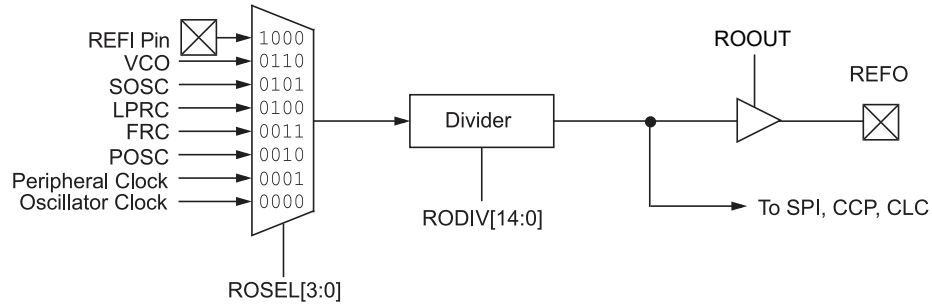 REFI Pin 1000
VCO 0110
SOSC 0101
LPRC 0100
FRC 0011
POSC 0010
Peripheral Clock 0001
Oscillator Clock 0000
ROSEL[3:0]
Divider
RODIV[14:0]
ROOUT
REFO
To SPI, CCP, CLC